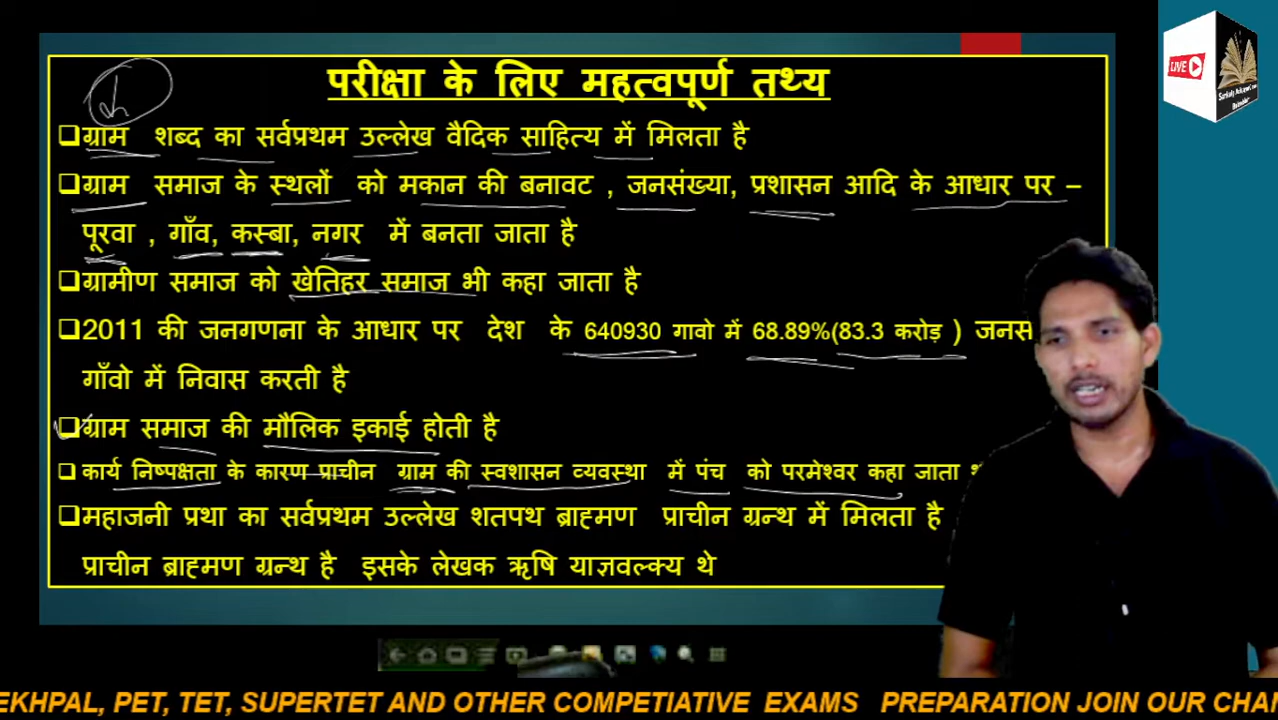 LIVE
परीक्षा के लिए महत्वपूर्ण तथ्य
❑ग्राम शब्द का सर्वप्रथम उल्लेख वैदिक साहित्य में मिलता है
❑ग्राम समाज के स्थलों को मकान की बनावट , जनसंख्या, प्रशासन आदि के आधार पर –
पूरवा , गाँव, कस्बा, नगर में बनता जाता है
❑ग्रामीण समाज को खेतिहर समाज भी कहा जाता है
❑2011 की जनगणना के आधार पर देश के 640930 गावो में 68.89%(83.3 करोड़ ) जनस
गाँवो में निवास करती है
❑ग्राम समाज की मौलिक इकाई होती है
❑कार्य निष्पक्षता के कारण प्राचीन ग्राम की स्वशासन व्यवस्था में पंच को परमेश्वर कहा जाता
❑महाजनी प्रथा का सर्वप्रथम उल्लेख शतपथ ब्राह्मण प्राचीन ग्रन्थ में मिलता है
प्राचीन ब्राह्मण ग्रन्थ है इसके लेखक ऋषि याज्ञवल्क्य थे
EKHPAL, PET, TET, SUPERTET AND OTHER COMPETIATIVE EXAMS PREPARATION JOIN OUR CHAN